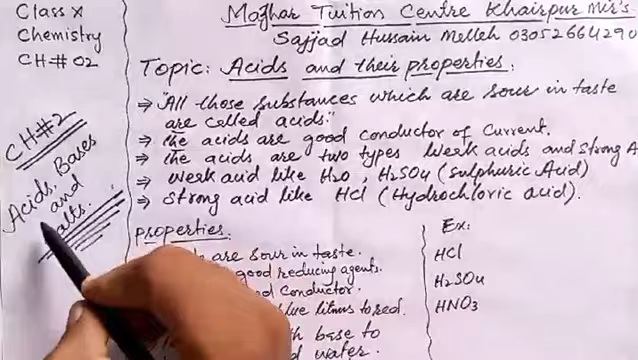 Class X
Chemistry
CH# 02
Mazhar Tuition Centre Khairpur Mir's
Sajjad Hussain Melleh 0305266429
Topic: Acids and their properties.
⇒ "All those substances which are sour in taste
are called acids"
⇒ the acids are good conductor of Current.
⇒ the acids are two types Weak acids and Strong A
⇒ weak acid like H2O, H2SO4 (Sulphuric Acid)
⇒ Strong acid like HCl (Hydrochloric acid).
CH#2
Acids, Bases
and
alts.
properties.
are Sour in taste.
good reducing agents.
Conductor.
blue litmus to red.
base to
water.
Ex:
HCl
H2SO4
HNO3